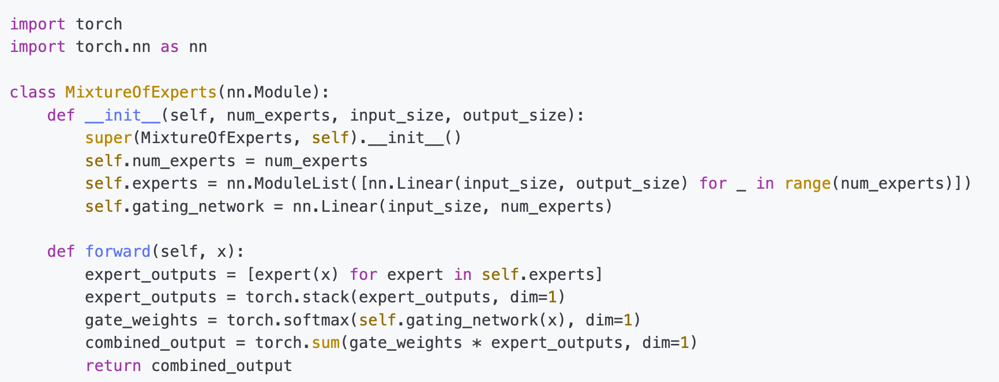 import torch
import torch.nn as nn
class MixtureOfExperts(nn.Module):
    def __init__(self, num_experts, input_size, output_size):
        super(MixtureOfExperts, self).__init__()
        self.num_experts = num_experts
        self.experts = nn.ModuleList([nn.Linear(input_size, output_size) for _ in range(num_experts)])
        self.gating_network = nn.Linear(input_size, num_experts)
    def forward(self, x):
        expert_outputs = [expert(x) for expert in self.experts]
        expert_outputs = torch.stack(expert_outputs, dim=1)
        gate_weights = torch.softmax(self.gating_network(x), dim=1)
        combined_output = torch.sum(gate_weights * expert_outputs, dim=1)
        return combined_output